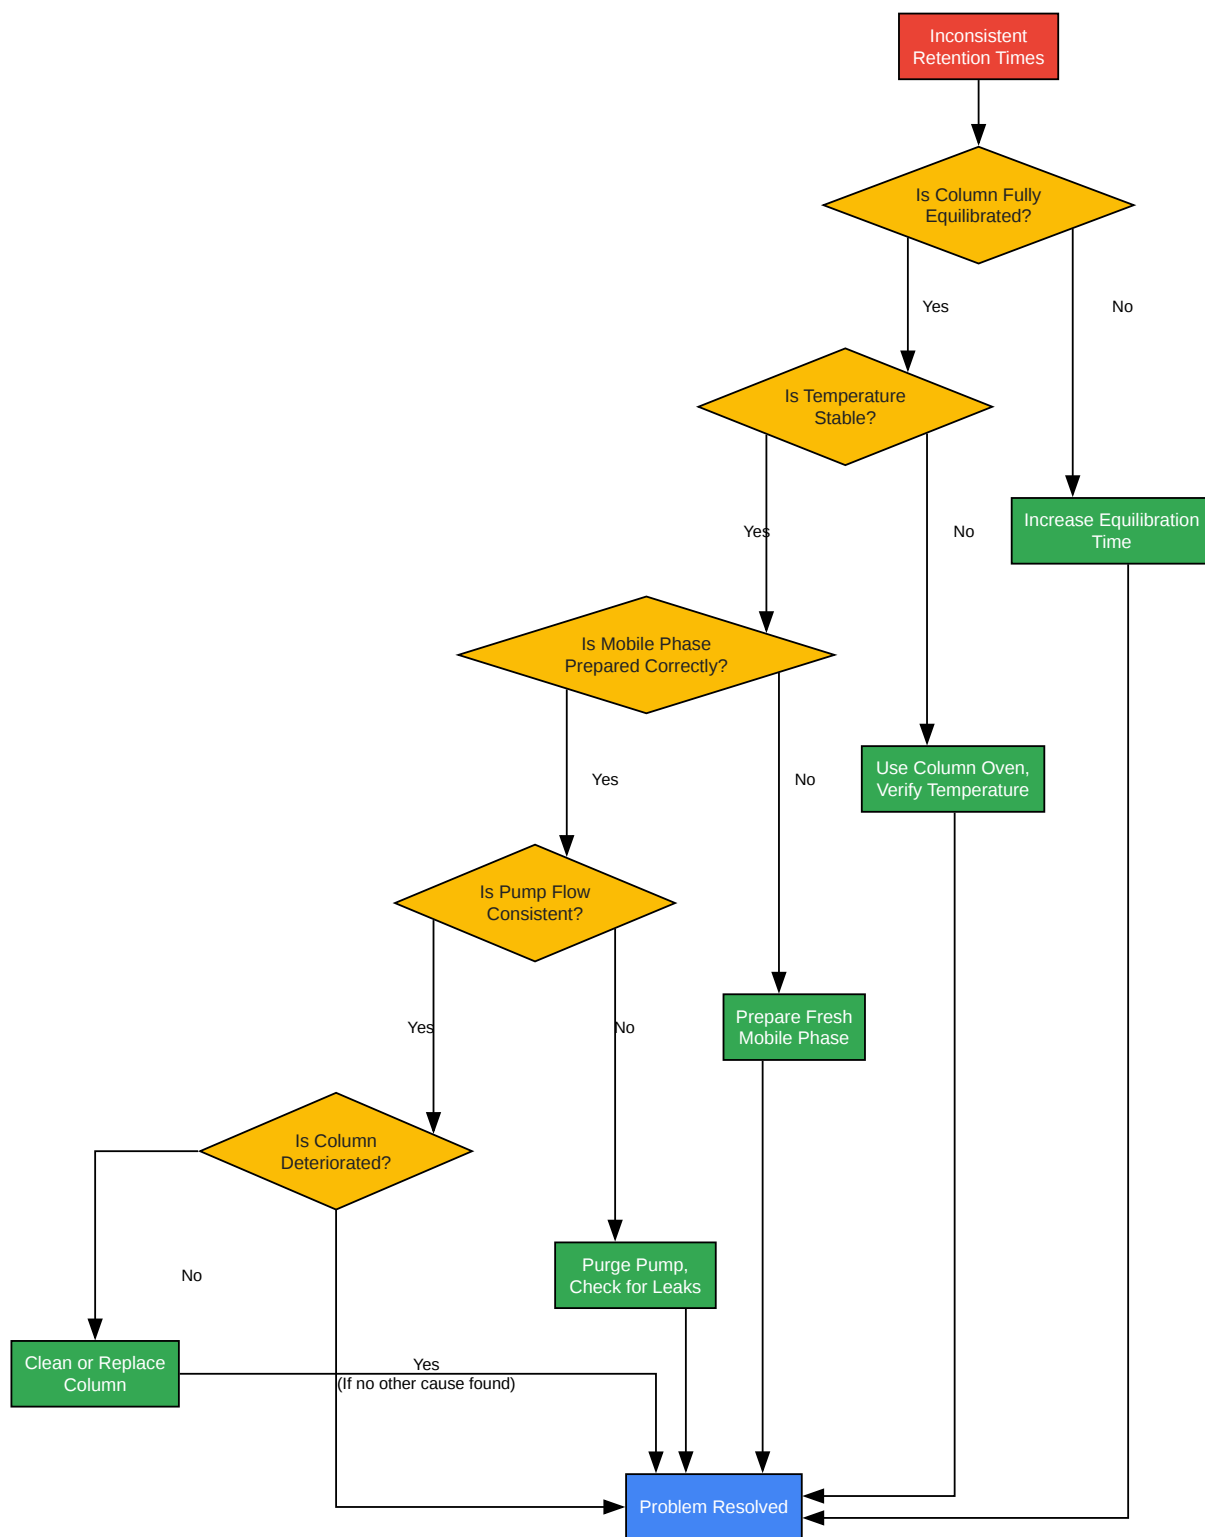 Inconsistent
Retention Times
Is Column Fully
Equilibrated?
Yes
No
Is Temperature
Stable?
Yes
No
Increase Equilibration
Time
Is Mobile Phase
Prepared Correctly?
Yes
No
Use Column Oven,
Verify Temperature
Is Pump Flow
Consistent?
Yes
No
Prepare Fresh
Mobile Phase
Is Column
Deteriorated?
No
Purge Pump,
Check for Leaks
Clean or Replace
Column
Yes
(If no other cause found)
Problem Resolved